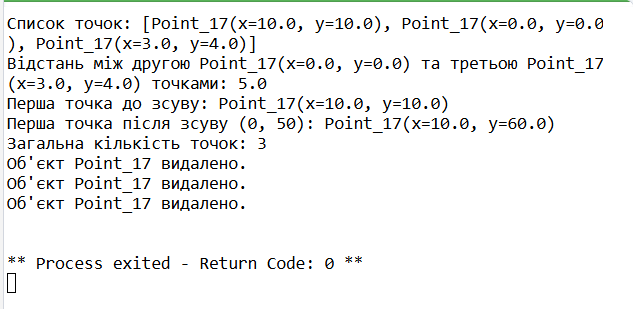 Список точок: [Point_17(x=10.0, y=10.0), Point_17(x=0.0, y=0.0
), Point_17(x=3.0, y=4.0)]
Відстань між другою Point_17(x=0.0, y=0.0) та третьою Point_17
(x=3.0, y=4.0) точками: 5.0
Перша точка до зсуву: Point_17(x=10.0, y=10.0)
Перша точка після зсуву (0, 50): Point_17(x=10.0, y=60.0)
Загальна кількість точок: 3
Об'єкт Point_17 видалено.
Об'єкт Point_17 видалено.
Об'єкт Point_17 видалено.
** Process exited - Return Code: 0 **